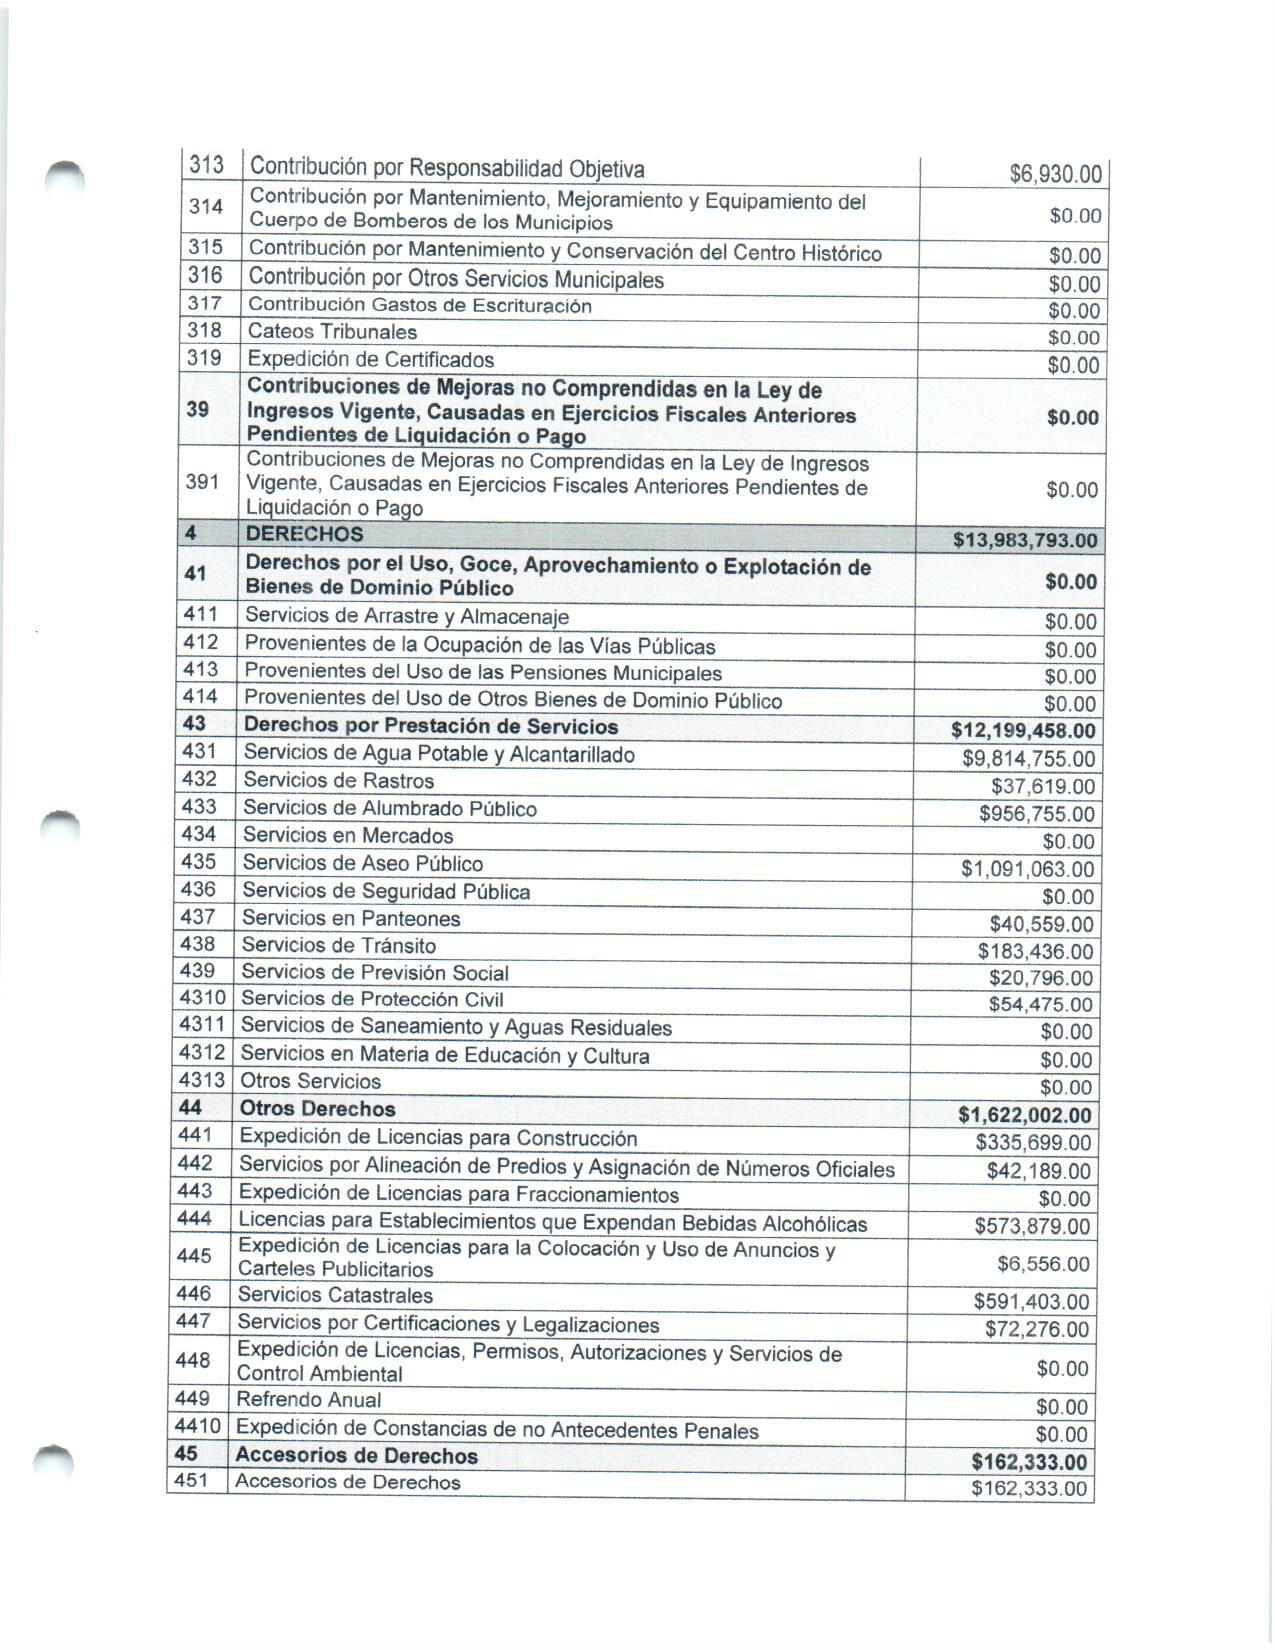 313 Contribución por Responsabilidad Objetiva $6,930.00
314 Contribución por Mantenimiento, Mejoramiento y Equipamiento del
Cuerpo de Bomberos de los Municipios $0.00
315 Contribución por Mantenimiento y Conservación del Centro Histórico $0.00
316 Contribución por Otros Servicios Municipales $0.00
317 Contribución Gastos de Escrituración $0.00
318 Cateos Tribunales $0.00
319 Expedición de Certificados $0.00
Contribuciones de Mejoras no Comprendidas en la Ley de
39 Ingresos Vigente, Causadas en Ejercicios Fiscales Anteriores $0.00
Pendientes de Liquidación o Pago
Contribuciones de Mejoras no Comprendidas en la Ley de Ingresos
391 Vigente, Causadas en Ejercicios Fiscales Anteriores Pendientes de $0.00
Liquidación o Pago
4 DERECHOS $13,983,793.00
41 Derechos por el Uso, Goce, Aprovechamiento o Explotación de
Bienes de Dominio Público $0.00
411 Servicios de Arrastre y Almacenaje $0.00
412 Provenientes de la Ocupación de las Vías Públicas $0.00
413 Provenientes del Uso de las Pensiones Municipales $0.00
414 Provenientes del Uso de Otros Bienes de Dominio Público $0.00
43 Derechos por Prestación de Servicios $12,199,458.00
431 Servicios de Agua Potable y Alcantarillado $9,814,755.00
432 Servicios de Rastros $37,619.00
433 Servicios de Alumbrado Público $956,755.00
434 Servicios en Mercados $0.00
435 Servicios de Aseo Público $1,091,063.00
436 Servicios de Seguridad Pública $0.00
437 Servicios en Panteones $40,559.00
438 Servicios de Tránsito $183,436.00
439 Servicios de Previsión Social $20,796.00
4310 Servicios de Protección Civil $54,475.00
4311 Servicios de Saneamiento y Aguas Residuales $0.00
4312 Servicios en Materia de Educación y Cultura $0.00
4313 Otros Servicios $0.00
44 Otros Derechos $1,622,002.00
441 Expedición de Licencias para Construcción $335,699.00
442 Servicios por Alineación de Predios y Asignación de Números Oficiales $42,189.00
443 Expedición de Licencias para Fraccionamientos $0.00
444 Licencias para Establecimientos que Expendan Bebidas Alcohólicas $573,879.00
445 Expedición de Licencias para la Colocación y Uso de Anuncios y
Carteles Publicitarios $6,556.00
446 Servicios Catastrales $591,403.00
447 Servicios por Certificaciones y Legalizaciones $72,276.00
448 Expedición de Licencias, Permisos, Autorizaciones y Servicios de
Control Ambiental $0.00
449 Refrendo Anual $0.00
4410 Expedición de Constancias de no Antecedentes Penales $0.00
45 Accesorios de Derechos $162,333.00
451 Accesorios de Derechos $162,333.00